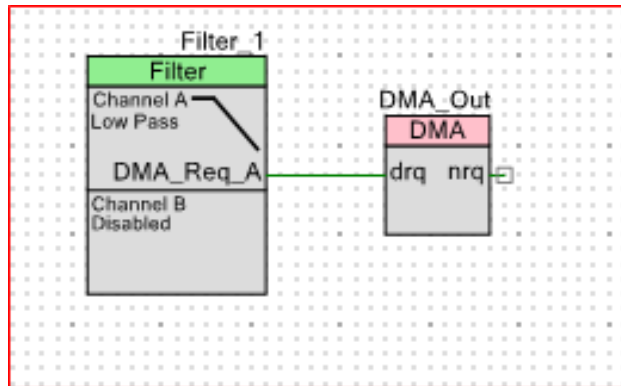 Filter_1
Filter
Channel A
Low Pass
DMA_Req_A
Channel B
Disabled
DMA_Out
DMA
drq nrq